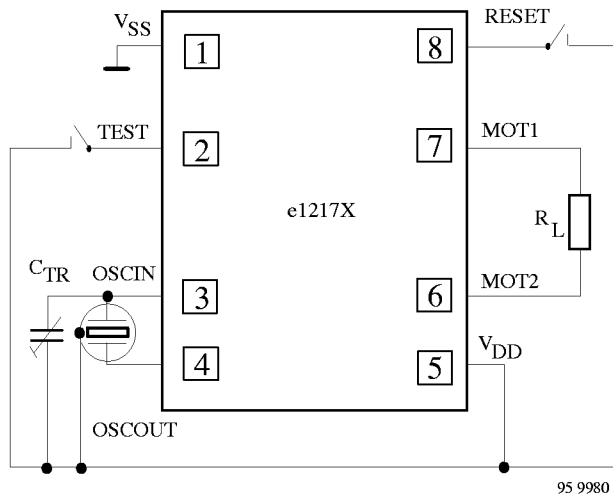 VSS
1
8
RESET
TEST
2
7
MOT1
e1217X
RL
CTR
OSCIN
3
6
MOT2
4
5
VDD
OSCOUT
95 9980